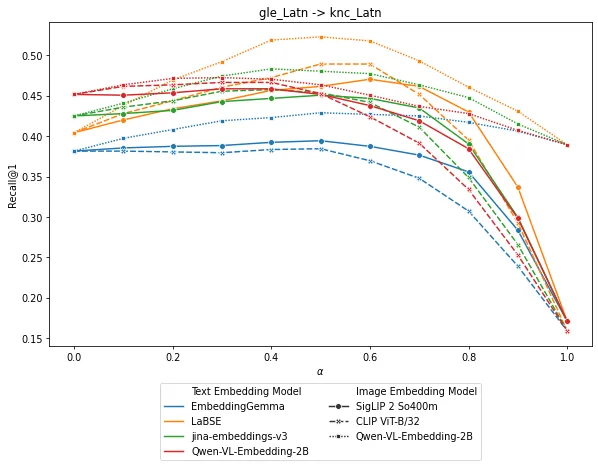 gle_Latn -> knc_Latn
Recall@1
0.50
0.45
0.40
0.35
0.30
0.25
0.20
0.15
0.0 0.2 0.4 0.6 0.8 1.0
α
Text Embedding Model
EmbeddingGemma
LaBSE
jina-embeddings-v3
Qwen-VL-Embedding-2B
Image Embedding Model
SigLIP 2 So400m
CLIP ViT-B/32
Qwen-VL-Embedding-2B